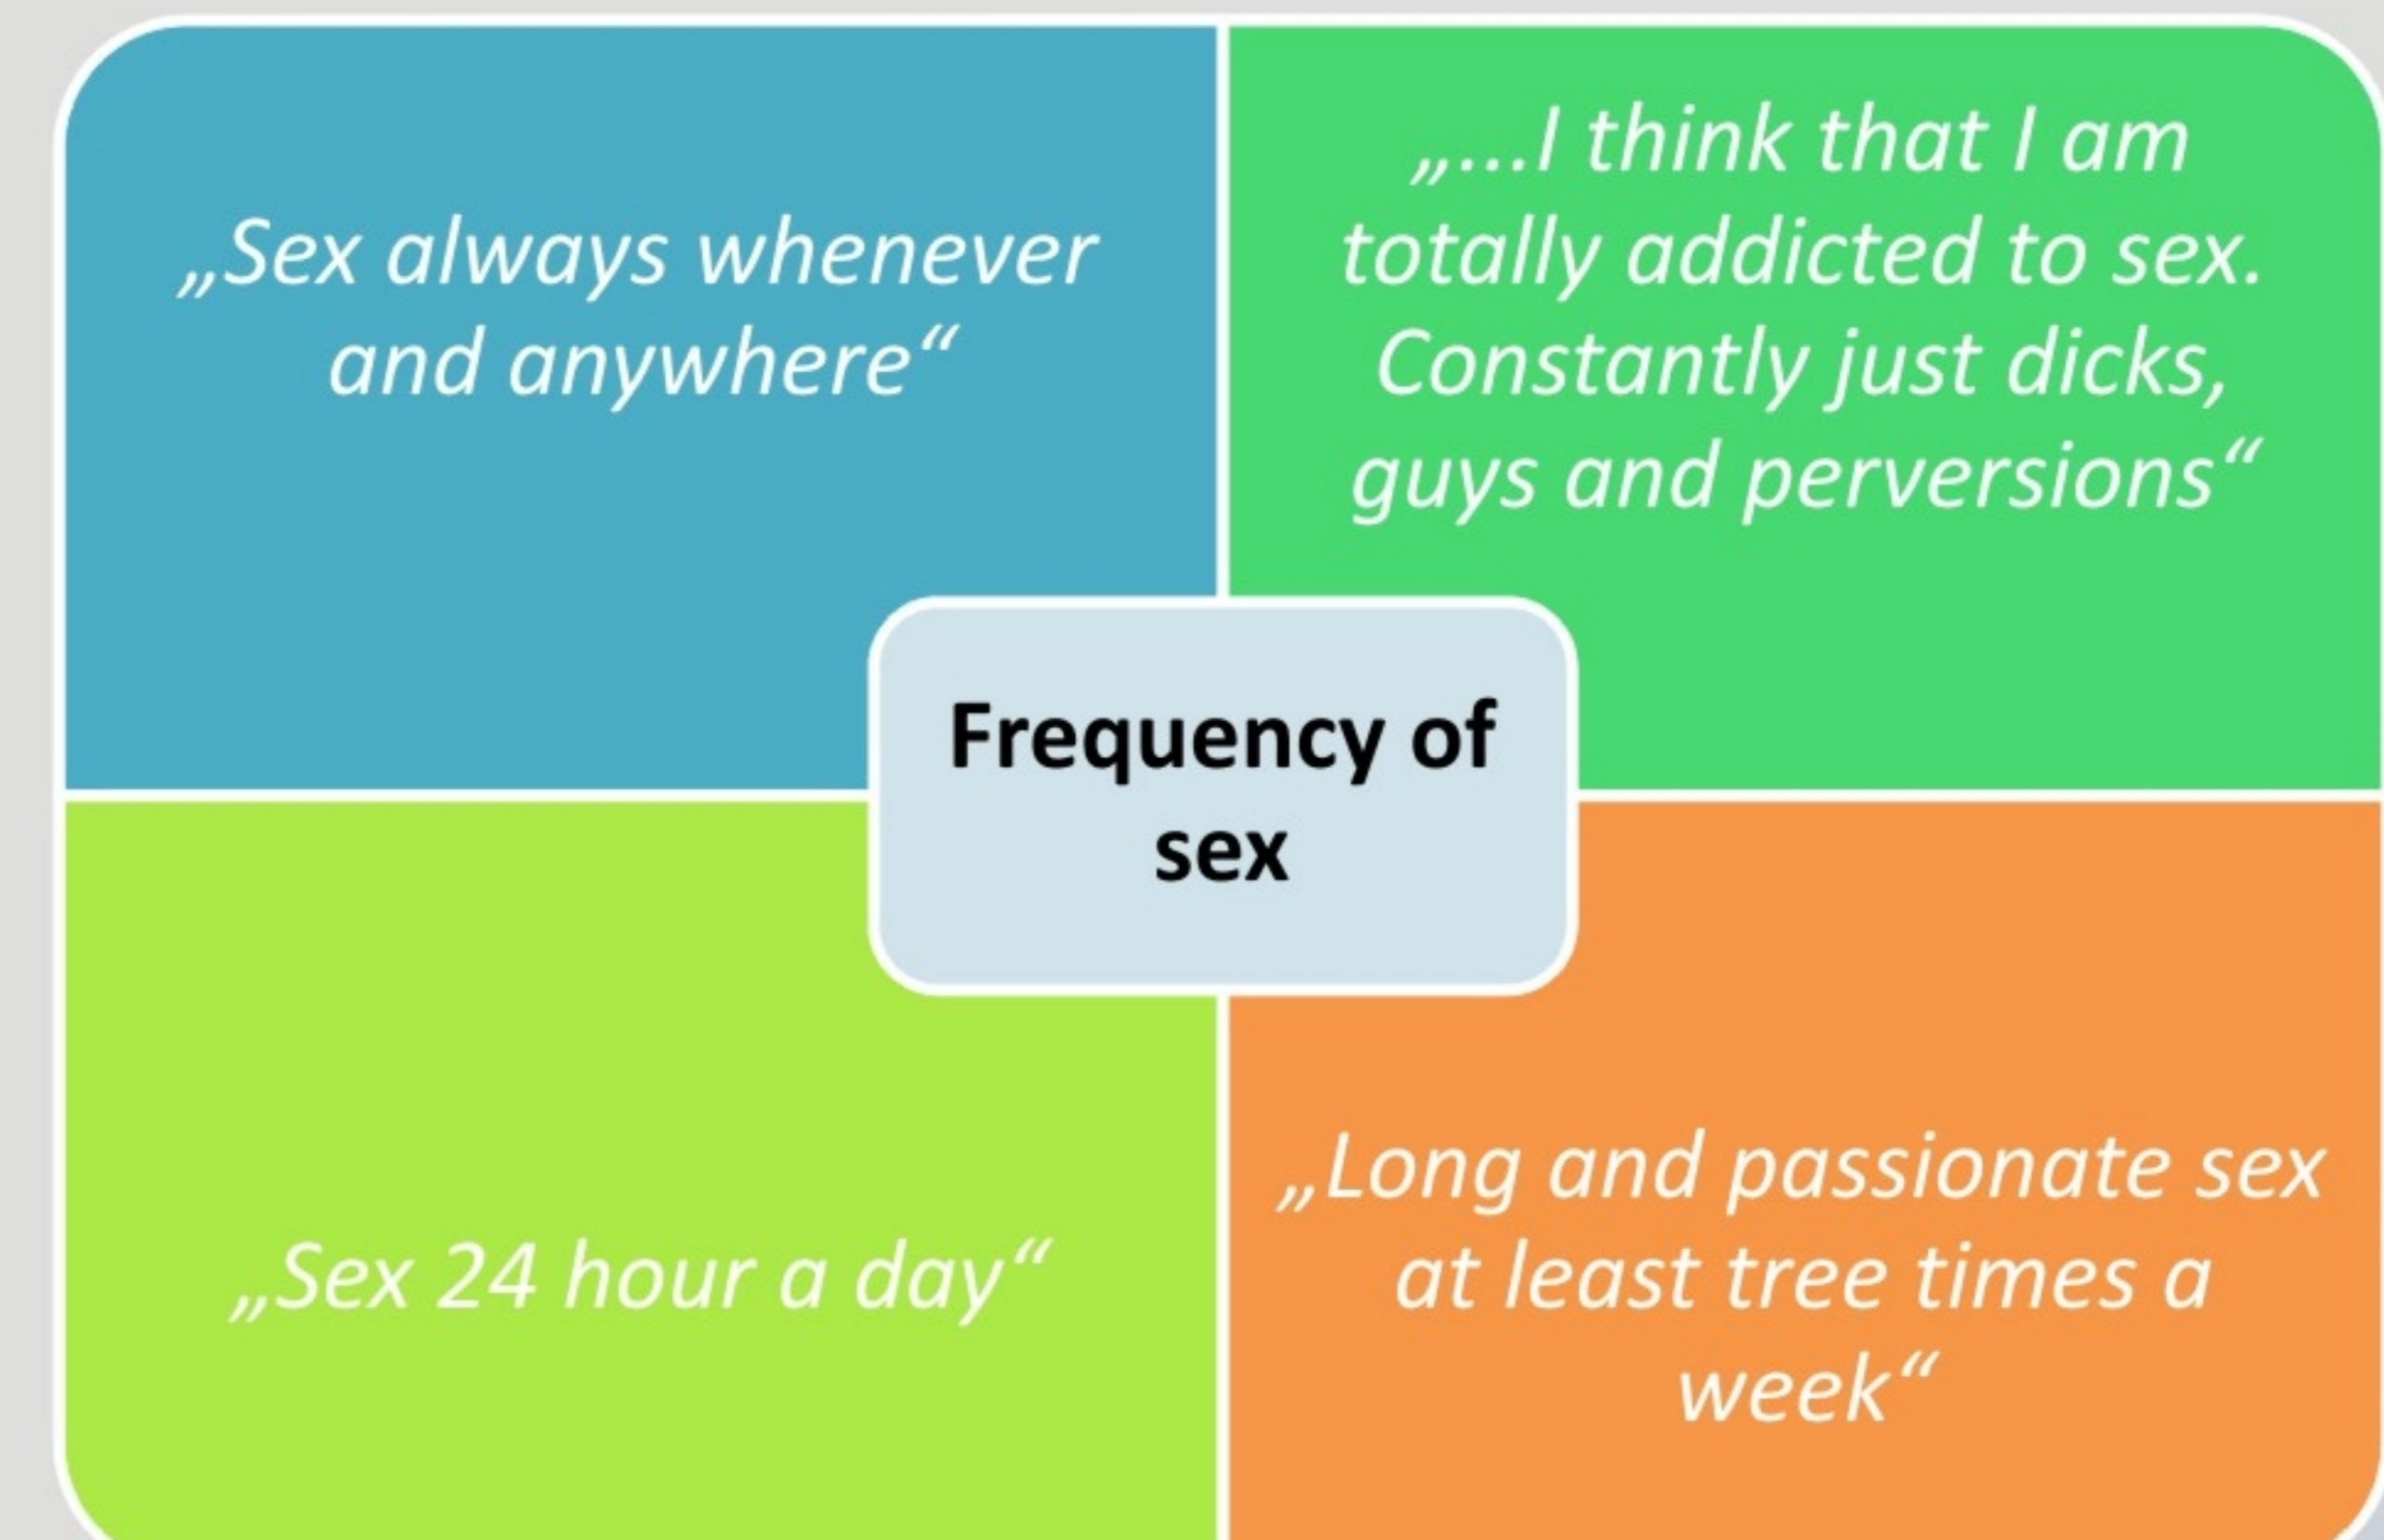 „Sex always whenever
and anywhere“
„...I think that I am
totally addicted to sex.
Constantly just dicks,
guys and perversions“
Frequency of
sex
„Sex 24 hour a day“
„Long and passionate sex
at least tree times a
week“